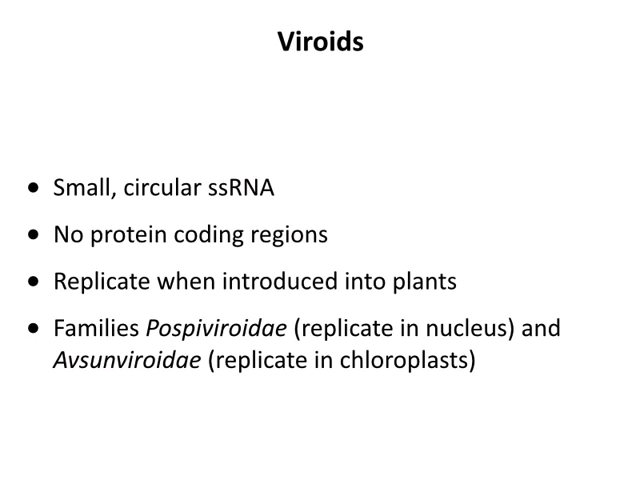 Viroids
• Small, circular ssRNA
• No protein coding regions
• Replicate when introduced into plants
• Families Pospiviroidae (replicate in nucleus) and
Avsunviroidae (replicate in chloroplasts)